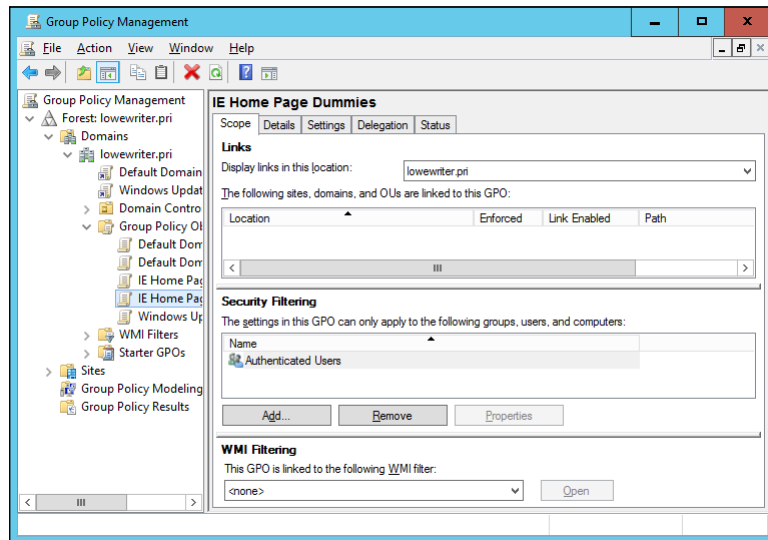 Group Policy Management
File Action View Window Help
Group Policy Management
Forest: lowewriter.pri
Domains
lowewriter.pri
Default Domain
Windows Updat
Domain Contro
Group Policy Ob
Default Dom
Default Dom
IE Home Pag
IE Home Pag
Windows Up
WMI Filters
Starter GPOs
Sites
Group Policy Modeling
Group Policy Results
IE Home Page Dummies
Scope Details Settings Delegation Status
Links
Display links in this location: lowewriter.pri
The following sites, domains, and OUs are linked to this GPO:
Location Enforced Link Enabled Path
Security Filtering
The settings in this GPO can only apply to the following groups, users, and computers:
Name
Authenticated Users
Add... Remove Properties
WMI Filtering
This GPO is linked to the following WMI filter:
<none> Open